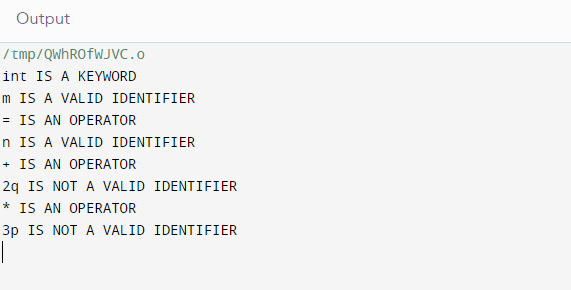 Output
/tmp/QWhROfWJVC.o
int IS A KEYWORD
m IS A VALID IDENTIFIER
= IS AN OPERATOR
n IS A VALID IDENTIFIER
+ IS AN OPERATOR
2q IS NOT A VALID IDENTIFIER
* IS AN OPERATOR
3p IS NOT A VALID IDENTIFIER